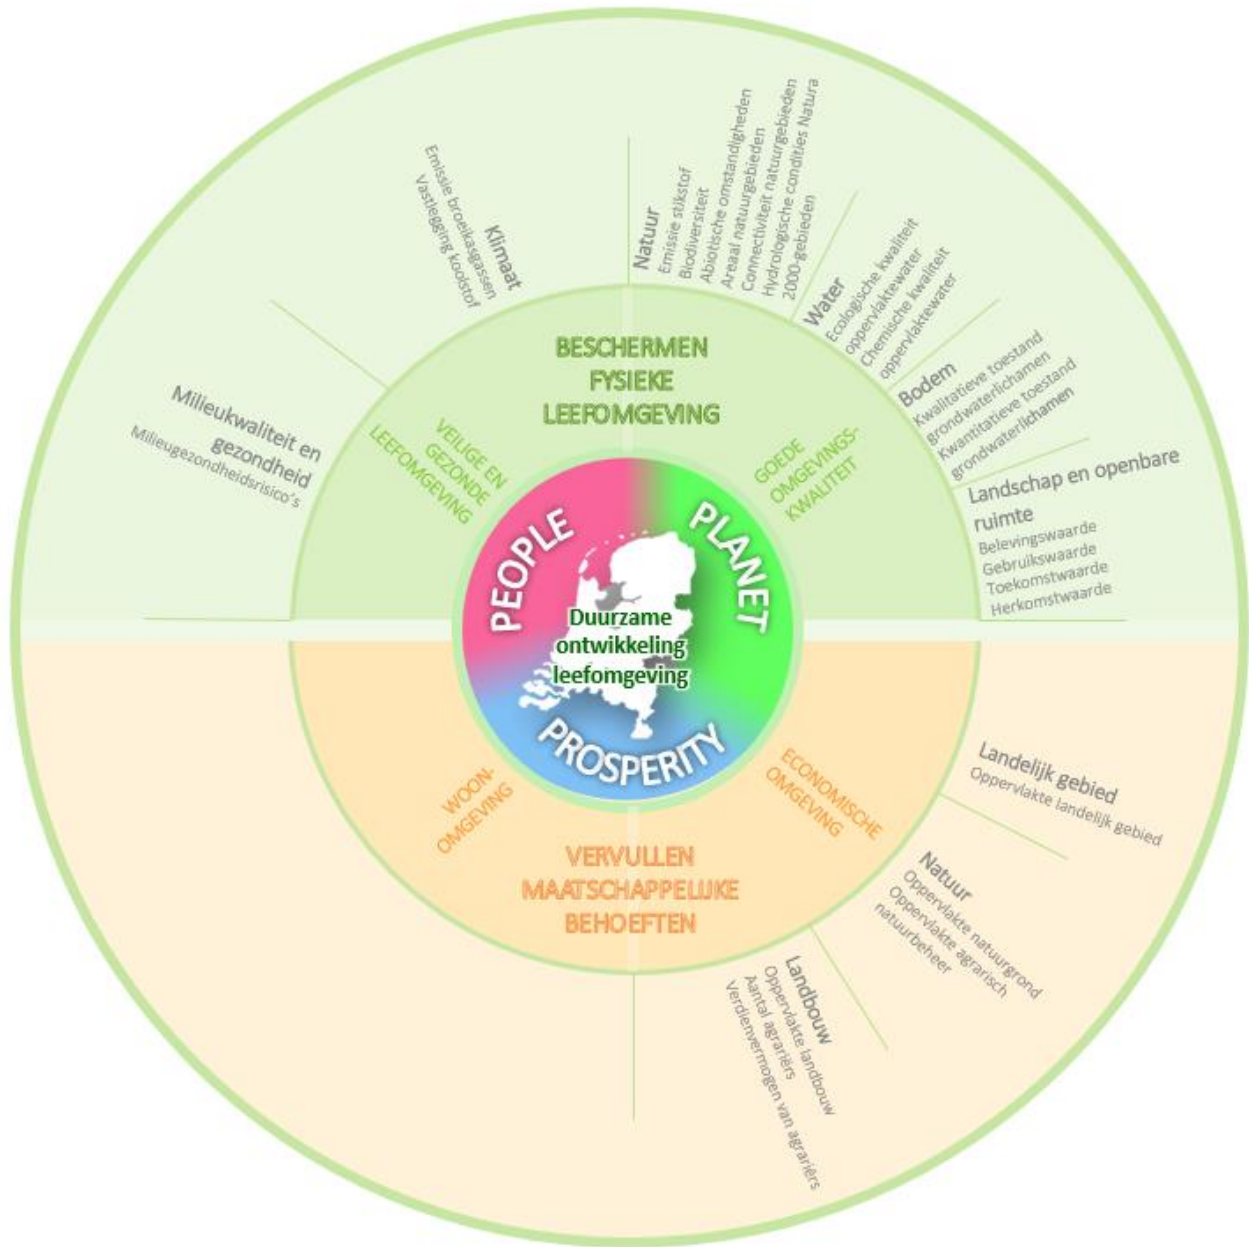 Natuur
Emissie stikstof
Biodiversiteit
Abiotische omstandigheden
Areaal natuurgebieden
Connectiviteit natuurgebieden
Hydrologische condities Natura
2000-gebieden
Water
Ecologische kwaliteit
oppervlaktewater
Chemische kwaliteit
oppervlaktewater
Bodem
Kwalitatieve toestand
grondwaterlichamen
Kwantitatieve toestand
grondwaterlichamen
Landschap en openbare
ruimte
Belevingswaarde
Gebruikswaarde
Toekomstwaarde
Herkomstwaarde
Klimaat
Emissie broeikasgassen
Vastlegging koolstof
Milieukwaliteit en
gezondheid
Milieugezondheidsrisico's
BESCHERMEN
FYSIEKE
LEEFOMGEVING
VEILIGE EN
GEZONDE
LEEFOMGEVING
GOEDE
OMGEVINGS-
KWALITEIT
PEOPLE
PLANET
PROSPERITY
Duurzame
ontwikkeling
leefomgeving
WOON-
OMGEVING
ECONOMISCHE
OMGEVING
VERVULLEN
MAATSCHAPPELIJKE
BEHOEFTEN
Landelijk gebied
Oppervlakte landelijk gebied
Natuur
Oppervlakte natuurgrond
Oppervlakte agrarisch
natuurbeheer
Landbouw
Oppervlakte landbouw
Aantal agrariërs
Verdienvermogen van agrariërs